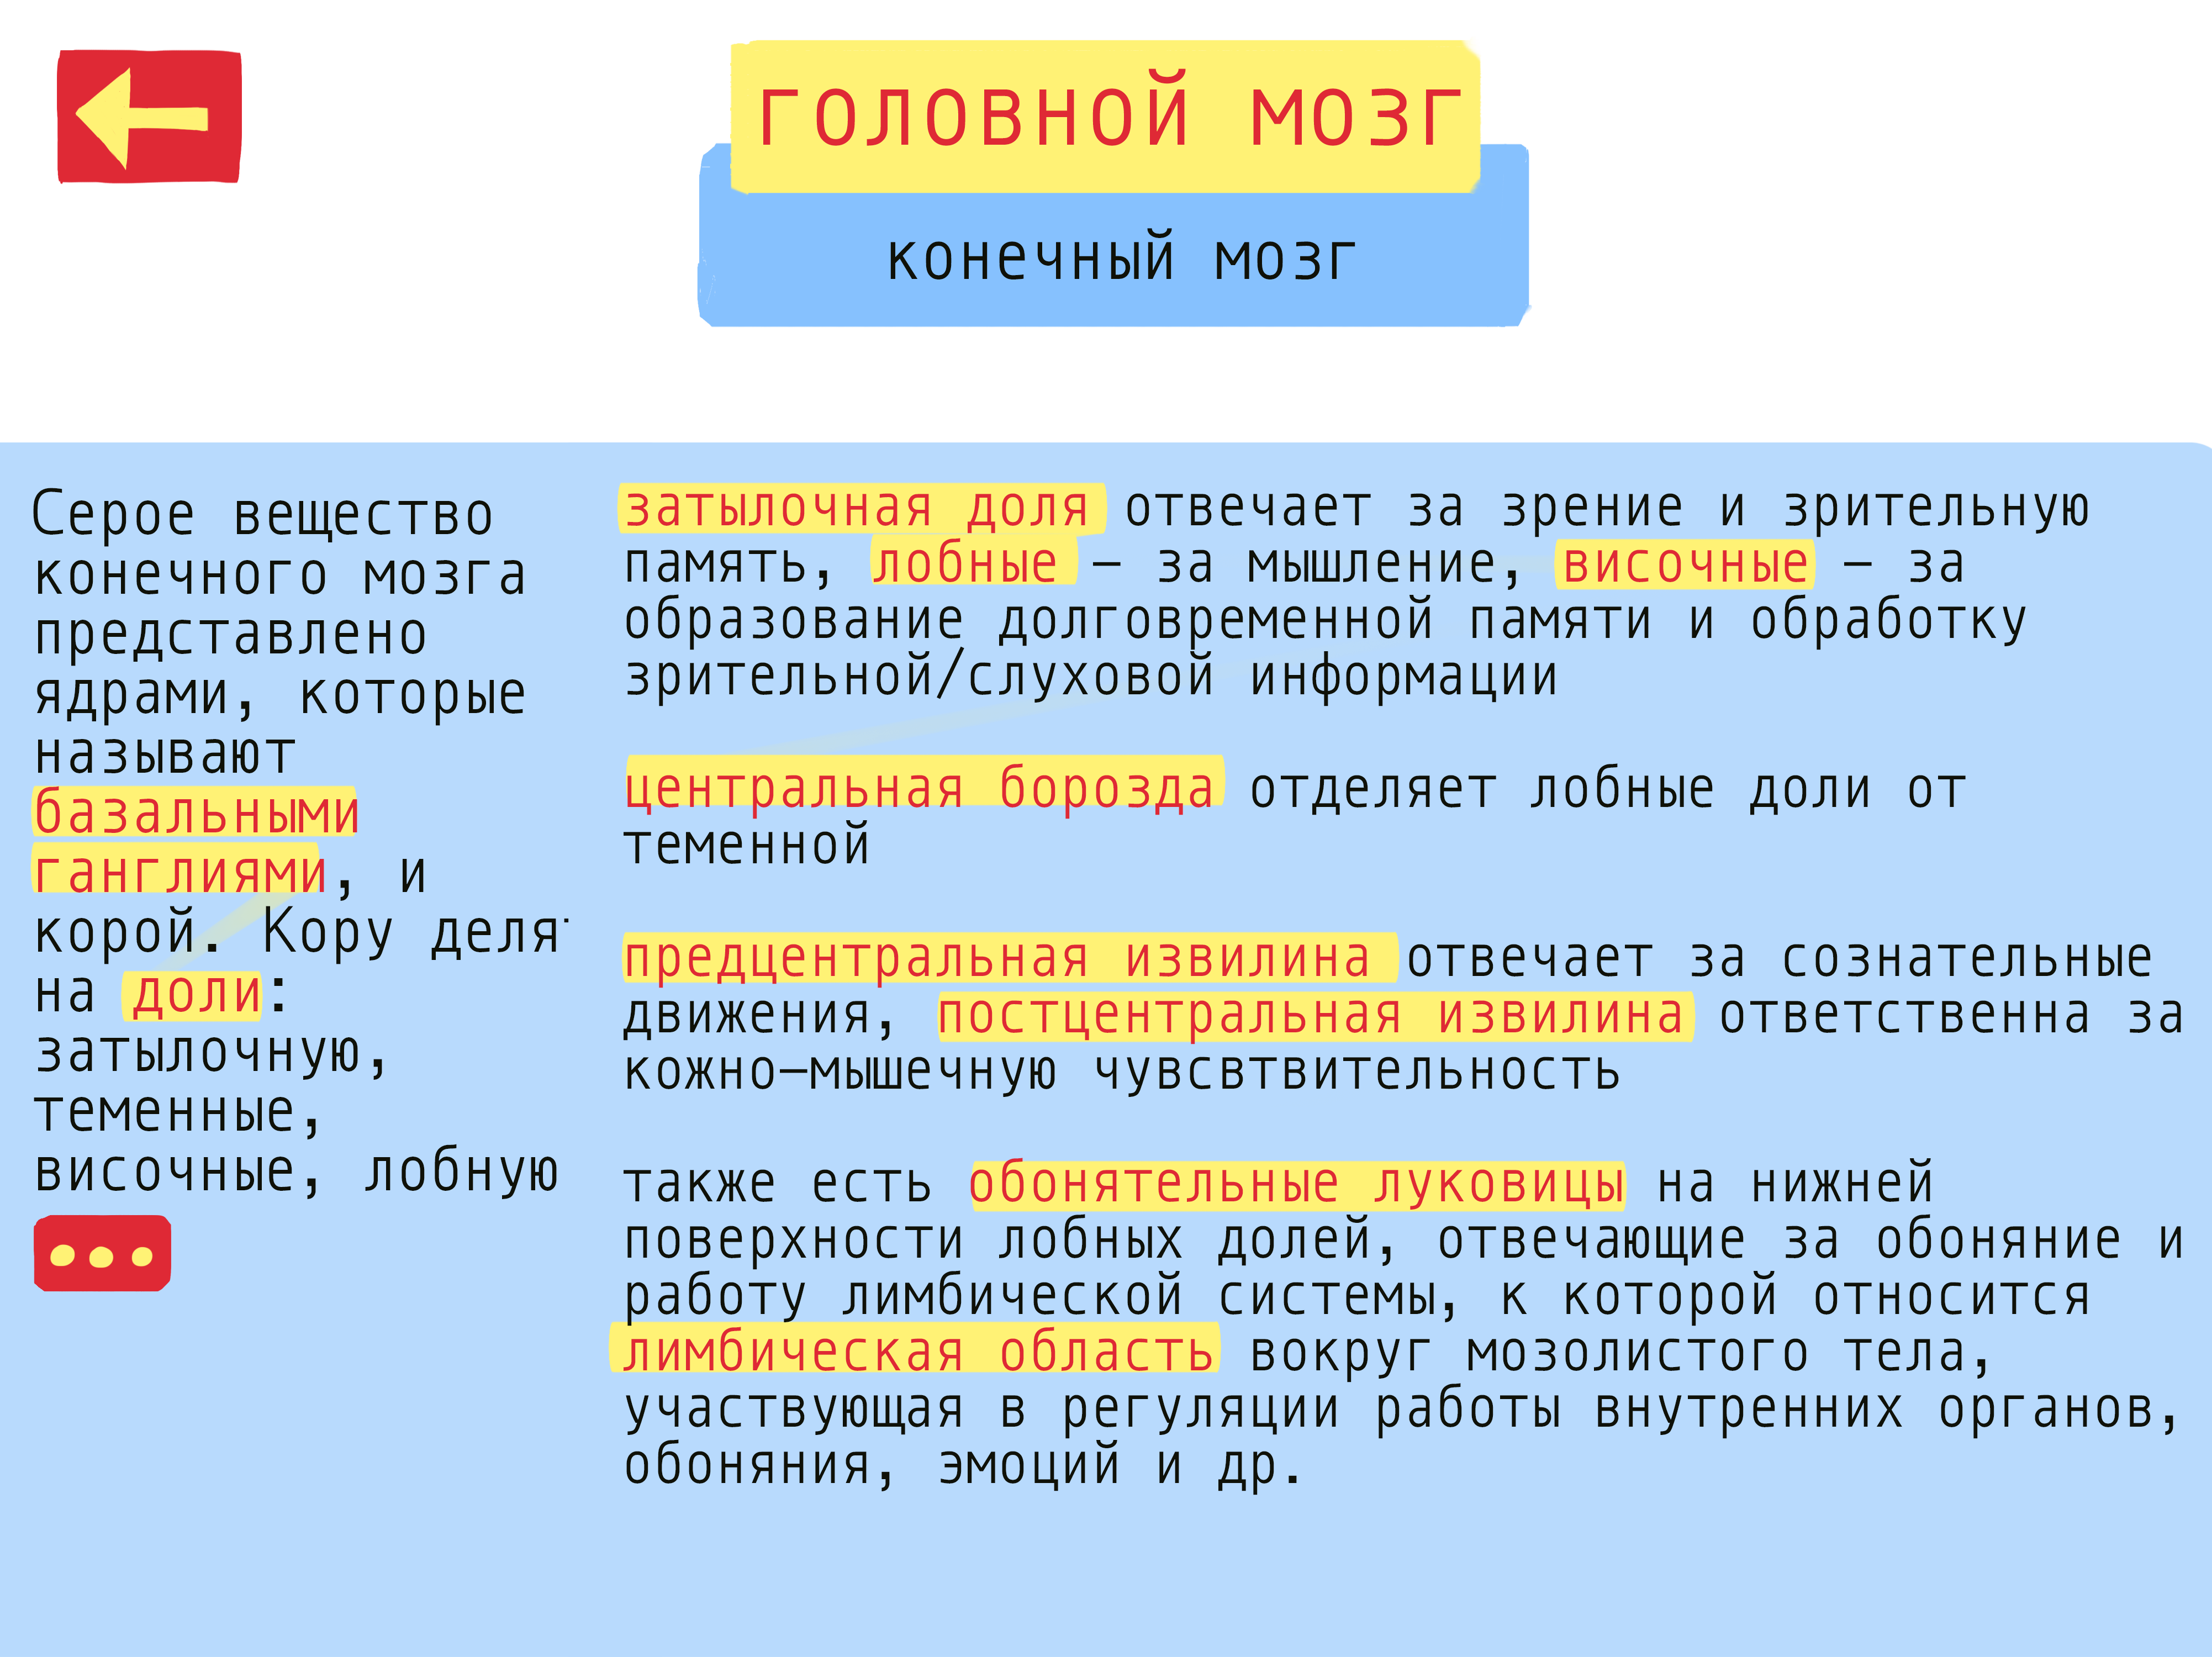 головной мозг
конечный мозг
Серое вещество
конечного мозга
представлено
ядрами, которые
называют
базальными
ганглиями, и
корой. Кору делят
на доли:
затылочную,
теменные,
височные, лобную
затылочная доля отвечает за зрение и зрительную
память, лобные – за мышление, височные – за
образование долговременной памяти и обработку
зрительной/слуховой информации
центральная борозда отделяет лобные доли от
теменной
предцентральная извилина отвечает за сознательные
движения, постцентральная извилина ответственна за
кожно–мышечную чувсвтвительность
также есть обонятельные луковицы на нижней
поверхности лобных долей, отвечающие за обоняние и
работу лимбической системы, к которой относится
лимбическая область вокруг мозолистого тела,
участвующая в регуляции работы внутренних органов,
обоняния, эмоций и др.